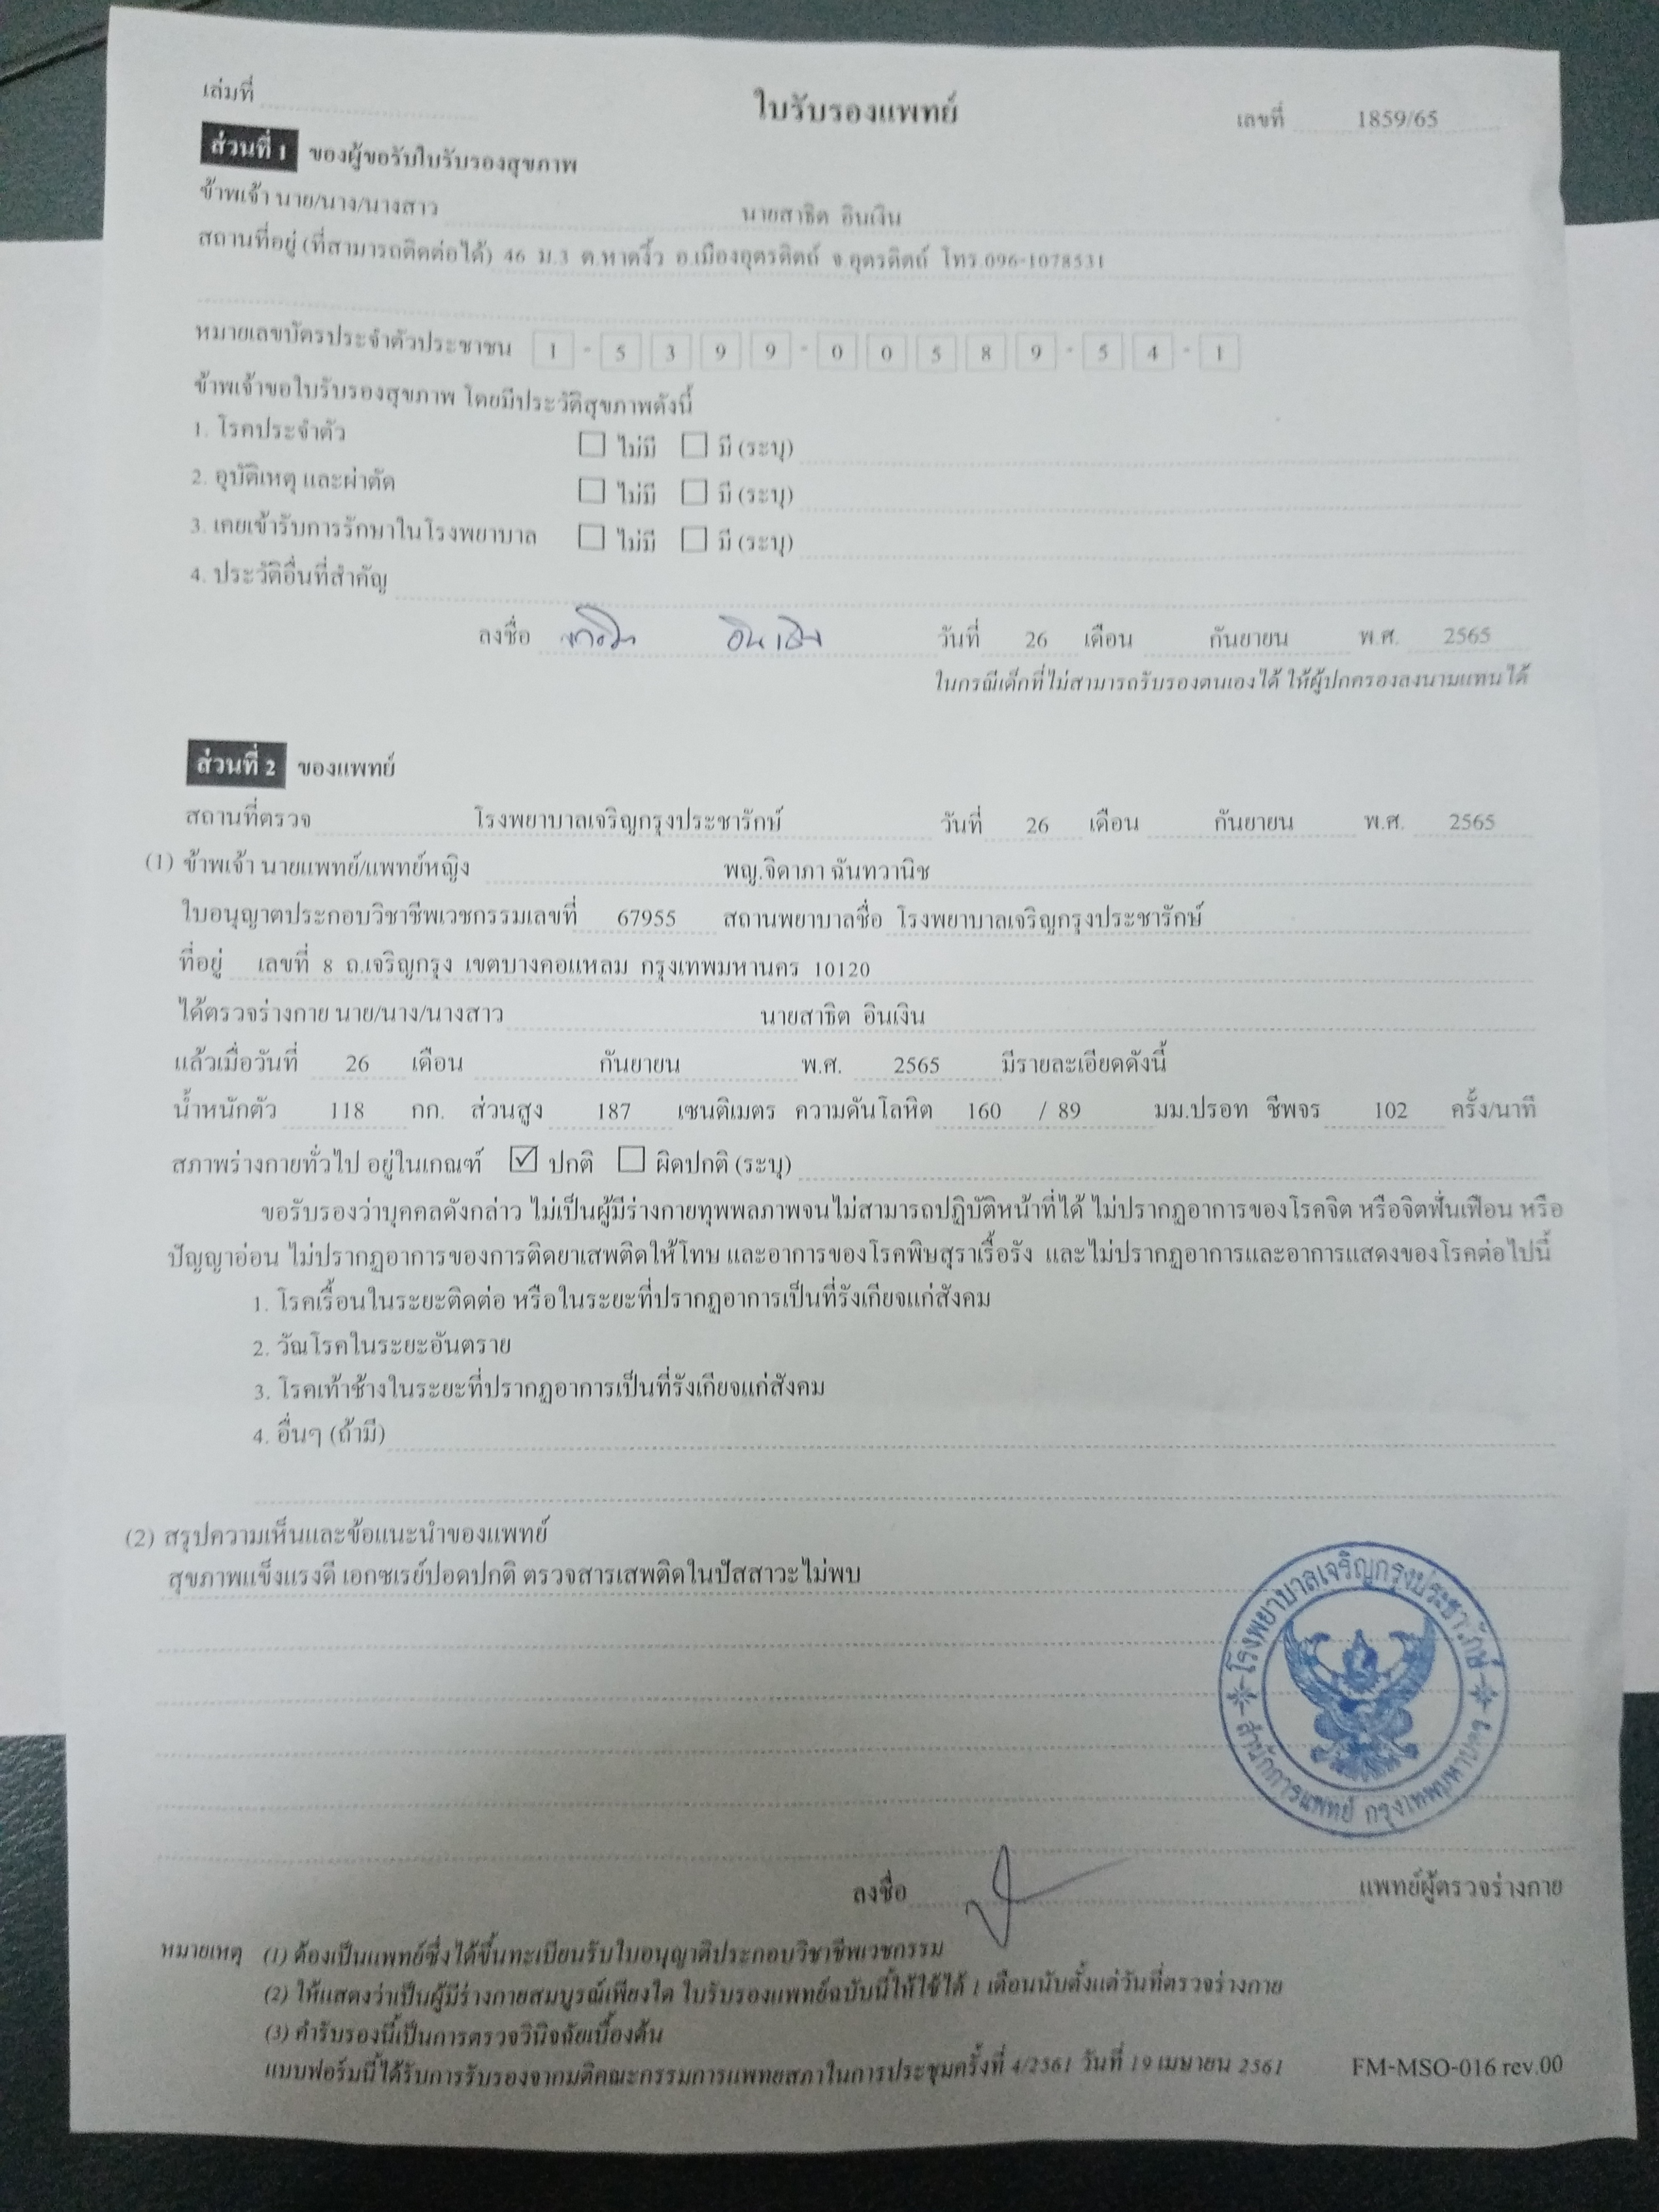 เล่มที่ ใบรับรองแพทย์ เลขที่ 1859/65
ส่วนที่ 1 ของผู้ขอรับใบรับรองสุขภาพ
ข้าพเจ้า นาย/นาง/นางสาว นายสาธิต อินเงิน
สถานที่อยู่ (ที่สามารถติดต่อได้) 46 ม.3 ต.หาดงิ้ว อ.เมืองอุตรดิตถ์ จ.อุตรดิตถ์ โทร.096-1078531
หมายเลขบัตรประจำตัวประชาชน 1 - 5 3 9 9 - 0 0 5 8 9 - 5 4 - 1
ข้าพเจ้าขอใบรับรองสุขภาพ โดยมีประวัติสุขภาพดังนี้
1. โรคประจำตัว ☐ ไม่มี ☐ มี (ระบุ)
2. อุบัติเหตุ และผ่าตัด ☐ ไม่มี ☐ มี (ระบุ)
3. เคยเข้ารับการรักษาในโรงพยาบาล ☐ ไม่มี ☐ มี (ระบุ)
4. ประวัติอื่นที่สำคัญ
ลงชื่อ วันที่ 26 เดือน กันยายน พ.ศ. 2565
ในกรณีเด็กที่ไม่สามารถรับรองตนเองได้ ให้ผู้ปกครองลงนามแทนได้
ส่วนที่ 2 ของแพทย์
สถานที่ตรวจ โรงพยาบาลเจริญกรุงประชารักษ์ วันที่ 26 เดือน กันยายน พ.ศ. 2565
(1) ข้าพเจ้า นายแพทย์/แพทย์หญิง พญ.จิดาภา ฉันทวานิช
ใบอนุญาตประกอบวิชาชีพเวชกรรมเลขที่ 67955 สถานพยาบาลชื่อ โรงพยาบาลเจริญกรุงประชารักษ์
ที่อยู่ เลขที่ 8 ถ.เจริญกรุง เขตบางคอแหลม กรุงเทพมหานคร 10120
ได้ตรวจร่างกาย นาย/นาง/นางสาว นายสาธิต อินเงิน
แล้วเมื่อวันที่ 26 เดือน กันยายน พ.ศ. 2565 มีรายละเอียดดังนี้
น้ำหนักตัว 118 กก. ส่วนสูง 187 เซนติเมตร ความดันโลหิต 160 / 89 มม.ปรอท ชีพจร 102 ครั้ง/นาที
สภาพร่างกายทั่วไป อยู่ในเกณฑ์ ☑ ปกติ ☐ ผิดปกติ (ระบุ)
ขอรับรองว่าบุคคลดังกล่าว ไม่เป็นผู้มีร่างกายทุพพลภาพจนไม่สามารถปฏิบัติหน้าที่ได้ ไม่ปรากฏอาการของโรคจิต หรือจิตฟั่นเฟือน หรือ
ปัญญาอ่อน ไม่ปรากฏอาการของการติดยาเสพติดให้โทษ และอาการของโรคพิษสุราเรื้อรัง และไม่ปรากฏอาการและอาการแสดงของโรคต่อไปนี้
1. โรคเรื้อนในระยะติดต่อ หรือในระยะที่ปรากฏอาการเป็นที่รังเกียจแก่สังคม
2. วัณโรคในระยะอันตราย
3. โรคเท้าช้างในระยะที่ปรากฏอาการเป็นที่รังเกียจแก่สังคม
4. อื่นๆ (ถ้ามี)
(2) สรุปความเห็นและข้อแนะนำของแพทย์
สุขภาพแข็งแรงดี เอกซเรย์ปอดปกติ ตรวจสารเสพติดในปัสสาวะไม่พบ
โรงพยาบาลเจริญกรุงประชารักษ์
สำนักการแพทย์ กรุงเทพมหานคร
ลงชื่อ แพทย์ผู้ตรวจร่างกาย
หมายเหตุ (1) ต้องเป็นแพทย์ซึ่งได้ขึ้นทะเบียนรับใบอนุญาติประกอบวิชาชีพเวชกรรม
(2) ให้แสดงว่าเป็นผู้มีร่างกายสมบูรณ์เพียงใด ใบรับรองแพทย์ฉบับนี้ให้ใช้ได้ 1 เดือนนับตั้งแต่วันที่ตรวจร่างกาย
(3) คำรับรองนี้เป็นการตรวจวินิจฉัยเบื้องต้น
แบบฟอร์มนี้ได้รับการรับรองจากมติคณะกรรมการแพทยสภาในการประชุมครั้งที่ 4/2561 วันที่ 19 เมษายน 2561 FM-MSO-016 rev.00